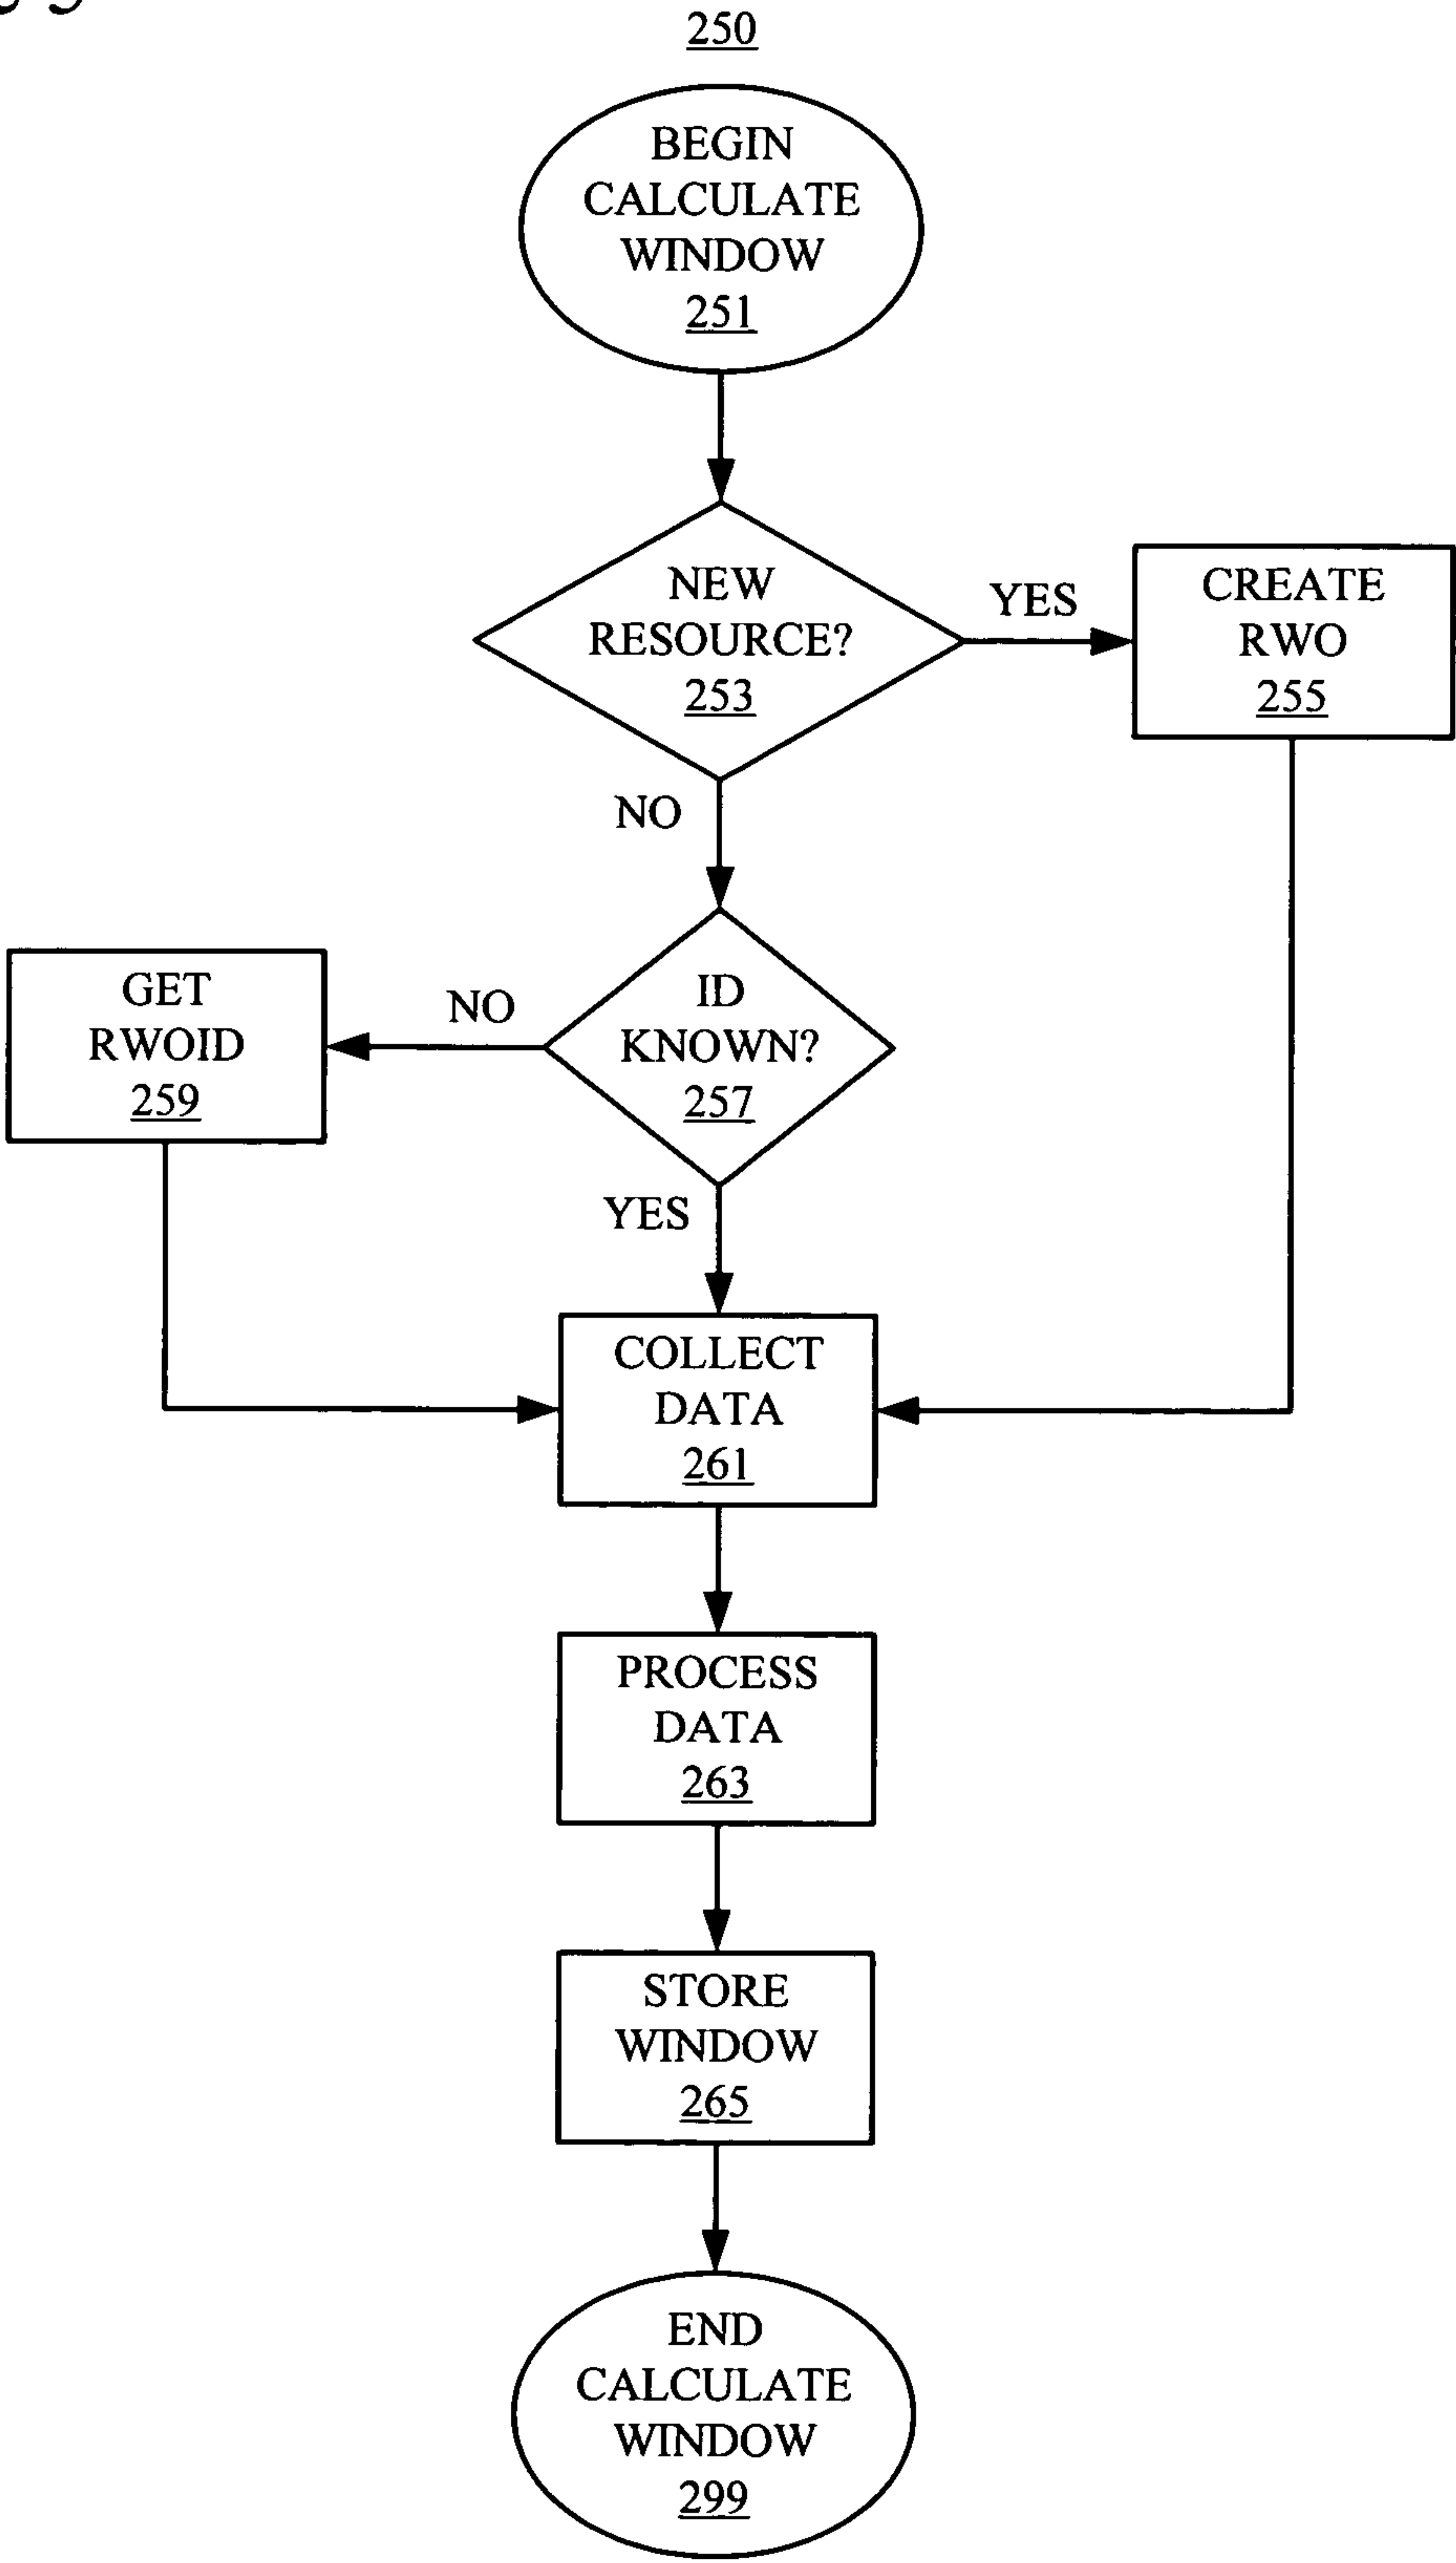 250
BEGIN
CALCULATE
WINDOW
251
NEW
RESOURCE?
253
YES
CREATE
RWO
255
NO
ID
KNOWN?
257
NO
GET
RWOID
259
YES
COLLECT
DATA
261
PROCESS
DATA
263
STORE
WINDOW
265
END
CALCULATE
WINDOW
299